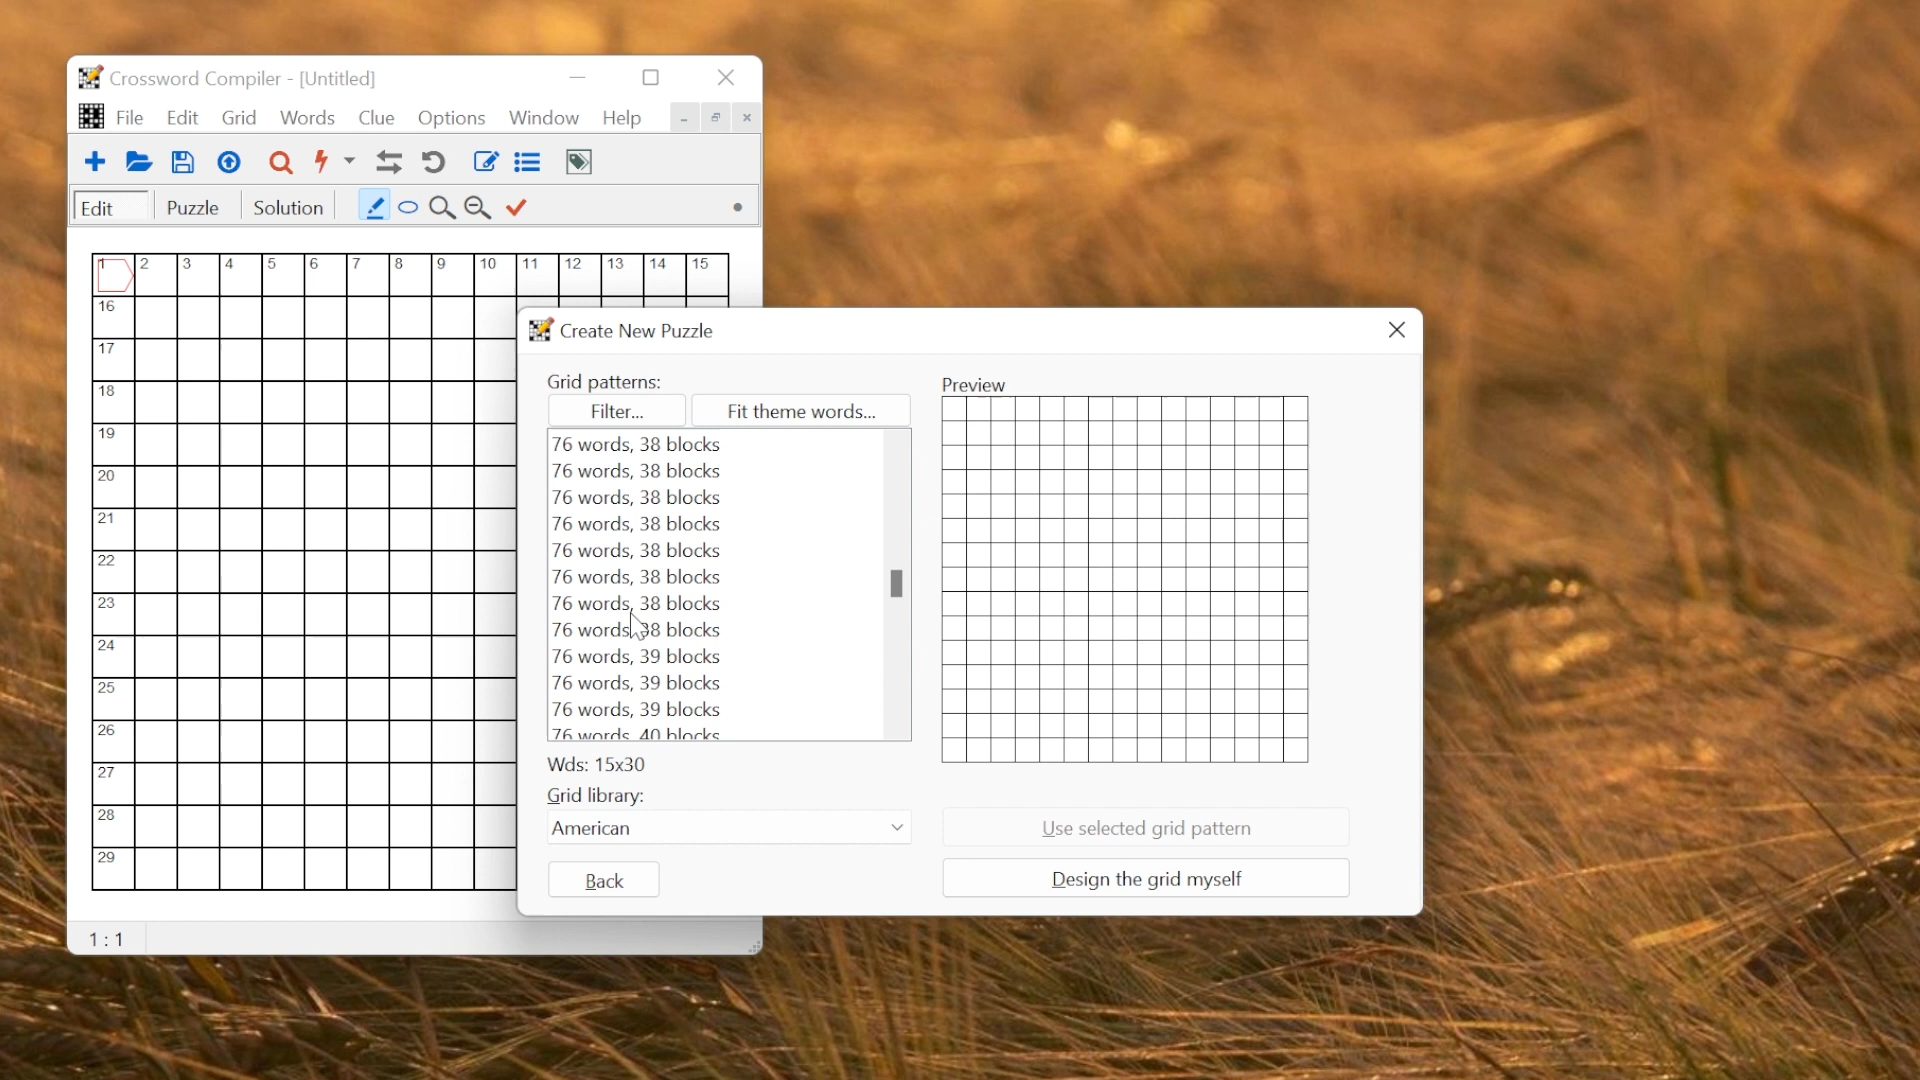 Crossword Compiler - [Untitled]
File Edit Grid Words Clue Options Window Help
Edit Puzzle Solution
1 2 3 4 5 6 7 8 9 10 11 12 13 14 15
16
17
18
19
20
21
22
23
24
25
26
27
28
29
1 : 1
Create New Puzzle
Grid patterns:
Filter... Fit theme words...
76 words, 38 blocks
76 words, 38 blocks
76 words, 38 blocks
76 words, 38 blocks
76 words, 38 blocks
76 words, 38 blocks
76 words, 38 blocks
76 words, 38 blocks
76 words, 39 blocks
76 words, 39 blocks
76 words, 39 blocks
76 words, 40 blocks
Wds: 15x30
Grid library:
American
Back
Preview
Use selected grid pattern
Design the grid myself